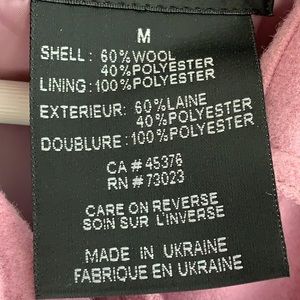 M
SHELL: 60%WOOL
40%POLYESTER
LINING: 100%POLYESTER
EXTERIEUR: 60%LAINE
40%POLYESTER
DOUBLURE: 100%POLYESTER
CA # 45376
RN # 73023
CARE ON REVERSE
SOIN SUR L'INVERSE
MADE IN UKRAINE
FABRIQUE EN UKRAINE